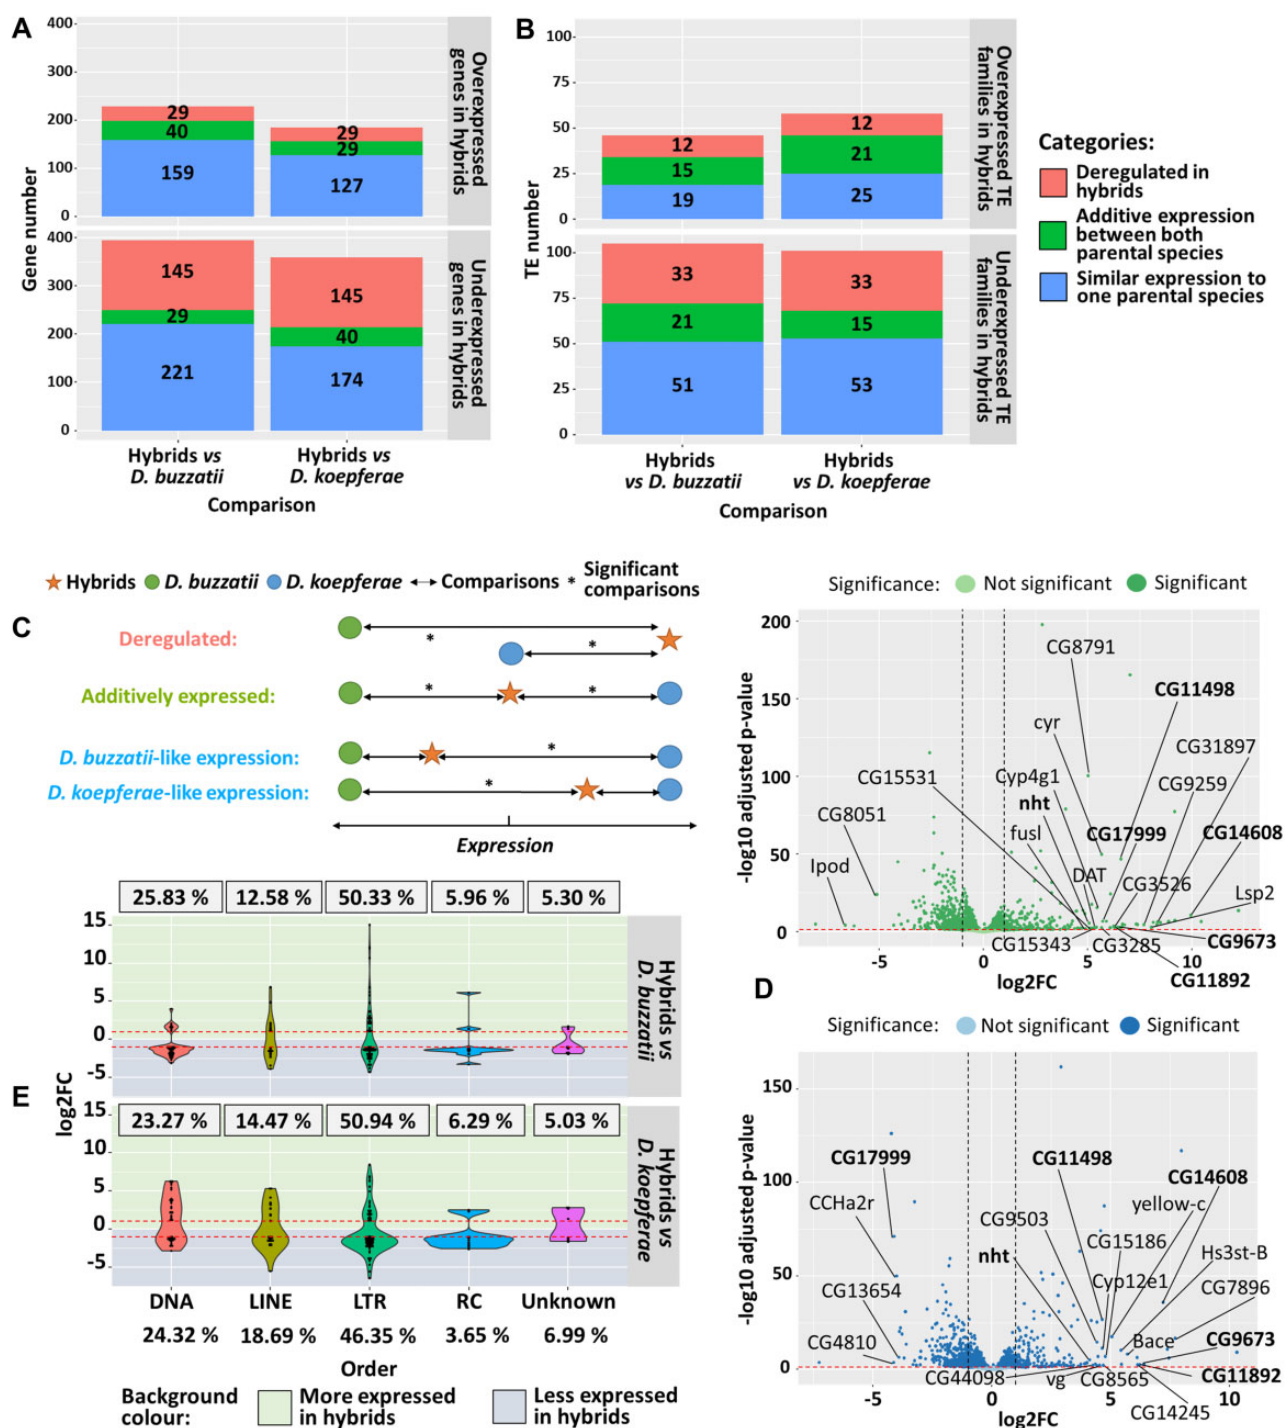 A
400
300
200
100
0
29
40
159
29
29
127
Overexpressed
genes in hybrids
Gene number
400
300
200
100
0
145
29
221
145
40
174
Underexpressed
genes in hybrids
Hybrids vs
D. buzzatii
Hybrids vs
D. koepferae
Comparison
B
100
75
50
25
0
12
15
19
12
21
25
Overexpressed TE
families in hybrids
TE number
100
75
50
25
0
33
21
51
33
15
53
Underexpressed TE
families in hybrids
Hybrids
vs D. buzzatii
Hybrids
vs D. koepferae
Comparison
Categories:
Deregulated in
hybrids
Additive expression
between both
parental species
Similar expression to
one parental species
Hybrids D. buzzatii D. koepferae Comparisons * Significant
comparisons
C
Deregulated:
* *
Additively expressed:
* *
D. buzzatii-like expression:
*
D. koepferae-like expression:
*
Expression
Significance: Not significant Significant
-log10 adjusted p-value
200
150
100
50
0
CG8791
CG11498
cyr
CG31897
CG15531
Cyp4g1
CG9259
nht
CG8051
fusl
CG17999
CG14608
Ipod
DAT
CG3526
Lsp2
CG15343
CG3285
CG9673
CG11892
-5 0 5 10
log2FC
D
Significance: Not significant Significant
-log10 adjusted p-value
150
100
50
0
CG17999
CG11498
CG14608
CCHa2r
CG9503
yellow-c
CG15186
nht
Hs3st-B
Cyp12e1
CG13654
CG7896
Bace
CG9673
CG4810
CG44098
vg
CG8565
CG11892
CG14245
-5 0 5 10
log2FC
E
25.83 % 12.58 % 50.33 % 5.96 % 5.30 %
15
10
5
0
-5
Hybrids vs
D. buzzatii
log2FC
23.27 % 14.47 % 50.94 % 6.29 % 5.03 %
15
10
5
0
-5
Hybrids vs
D. koepferae
DNA LINE LTR RC Unknown
24.32 % 18.69 % 46.35 % 3.65 % 6.99 %
Order
Background
colour:
More expressed
in hybrids
Less expressed
in hybrids